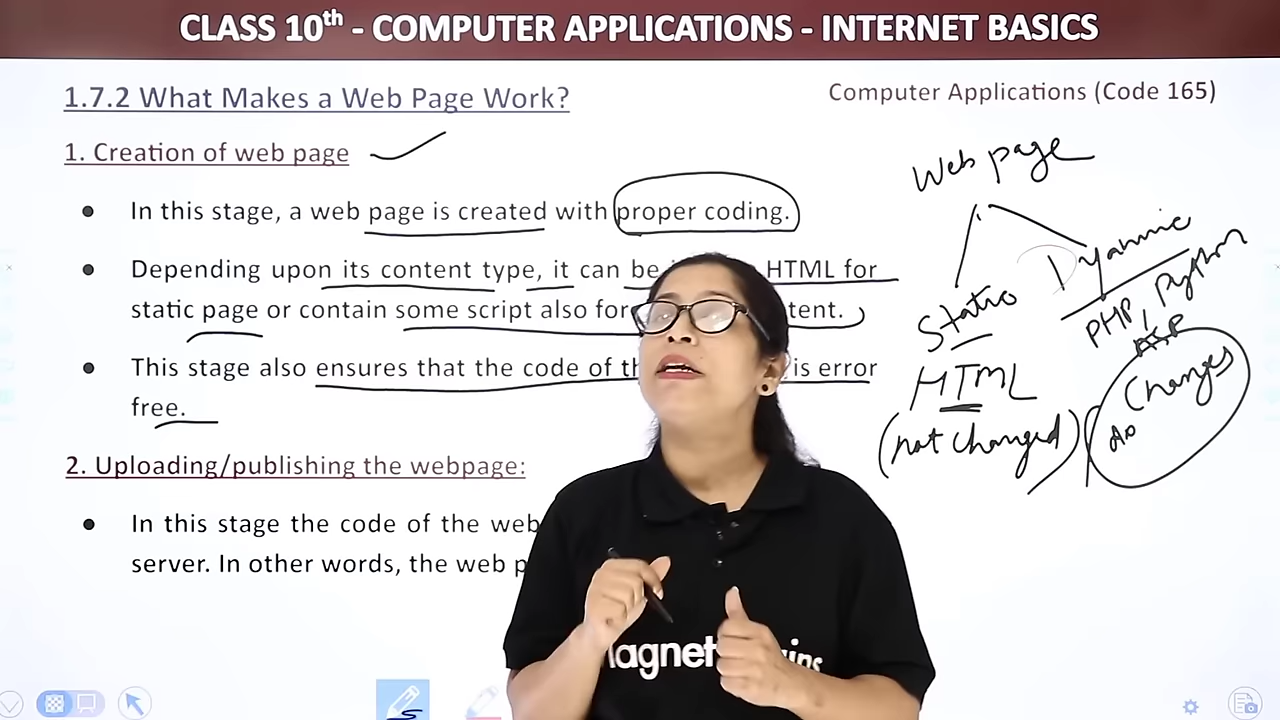 CLASS 10th - COMPUTER APPLICATIONS - INTERNET BASICS
1.7.2 What Makes a Web Page Work?
Computer Applications (Code 165)
1. Creation of web page
● In this stage, a web page is created with proper coding.
● Depending upon its content type, it can be HTML for
static page or contain some script also for tent.
● This stage also ensures that the code of th is error
free.
2. Uploading/publishing the webpage:
● In this stage the code of the web
server. In other words, the web p
Web page
Static
Dyanmic
HTML
PHP, Python
(not changed)
Changes
agnet ins